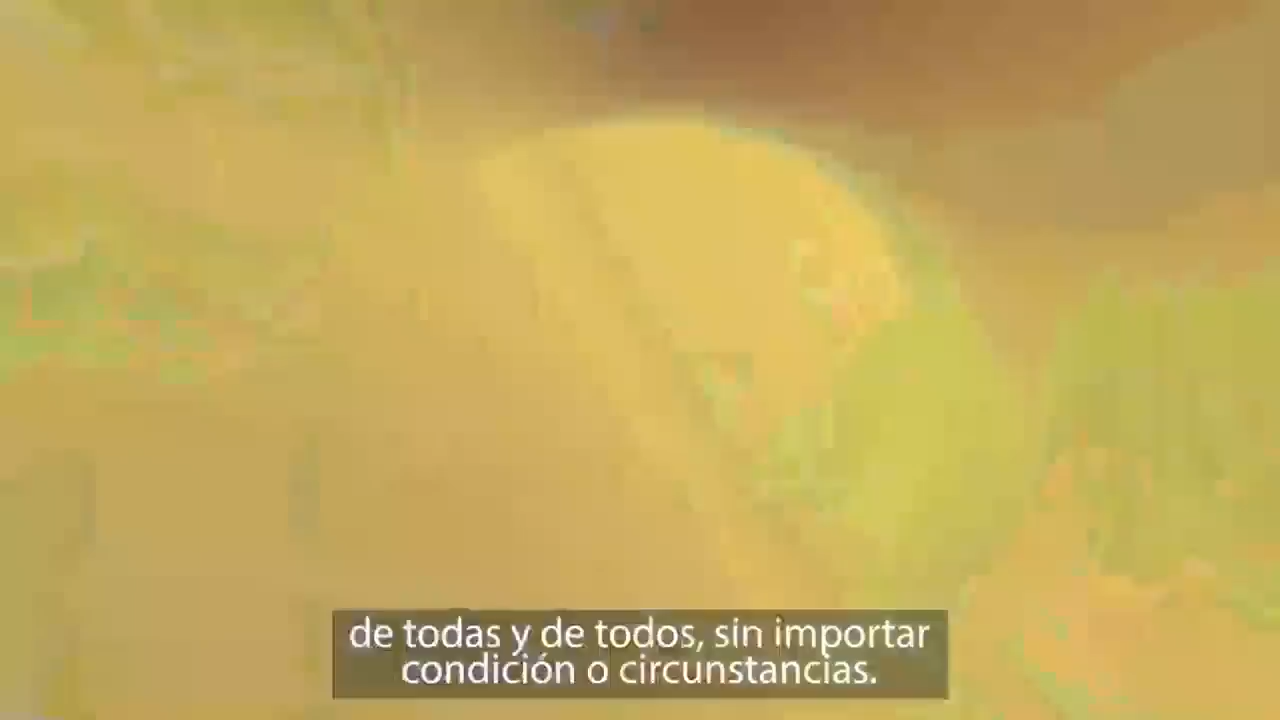 de todas y de todos, sin importar
condición o circunstancias.